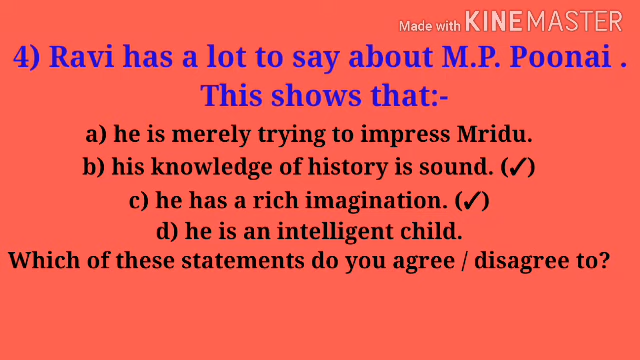 Made with KINEMASTER
4) Ravi has a lot to say about M.P. Poonai .
This shows that:-
a) he is merely trying to impress Mridu.
b) his knowledge of history is sound. (✓)
c) he has a rich imagination. (✓)
d) he is an intelligent child.
Which of these statements do you agree / disagree to?